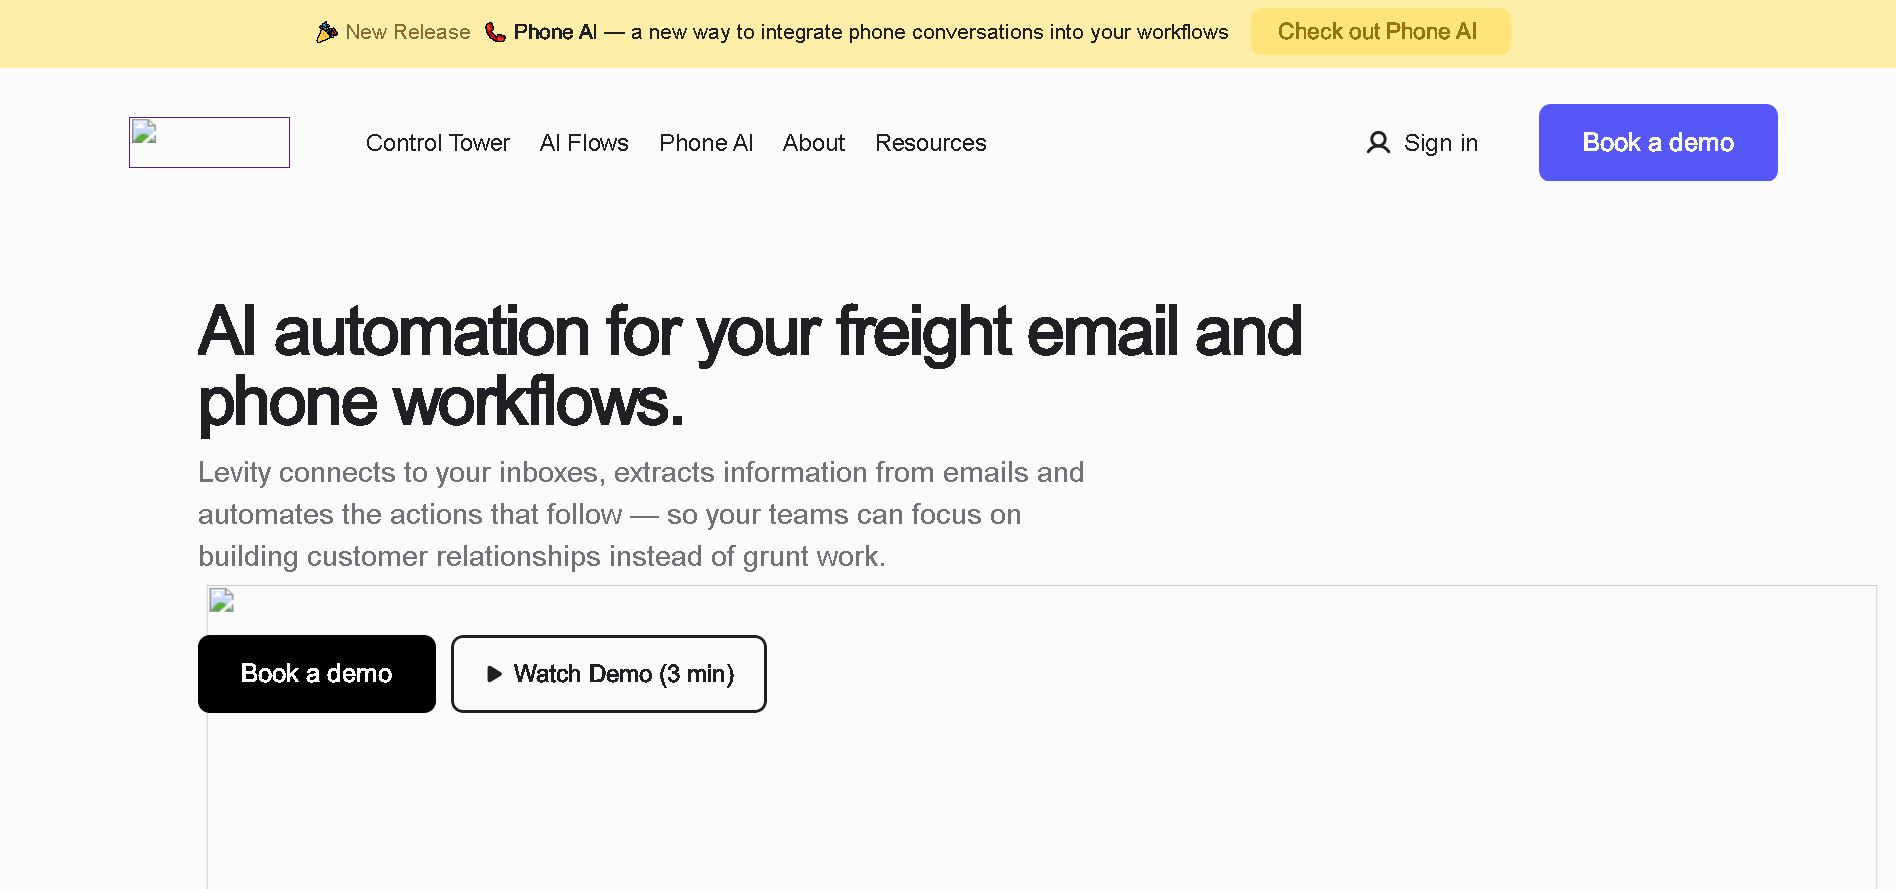 New Release Phone AI — a new way to integrate phone conversations into your workflows Check out Phone AI
Control Tower AI Flows Phone AI About Resources Sign in Book a demo
AI automation for your freight email and
phone workflows.
Levity connects to your inboxes, extracts information from emails and
automates the actions that follow — so your teams can focus on
building customer relationships instead of grunt work.
Book a demo Watch Demo (3 min)